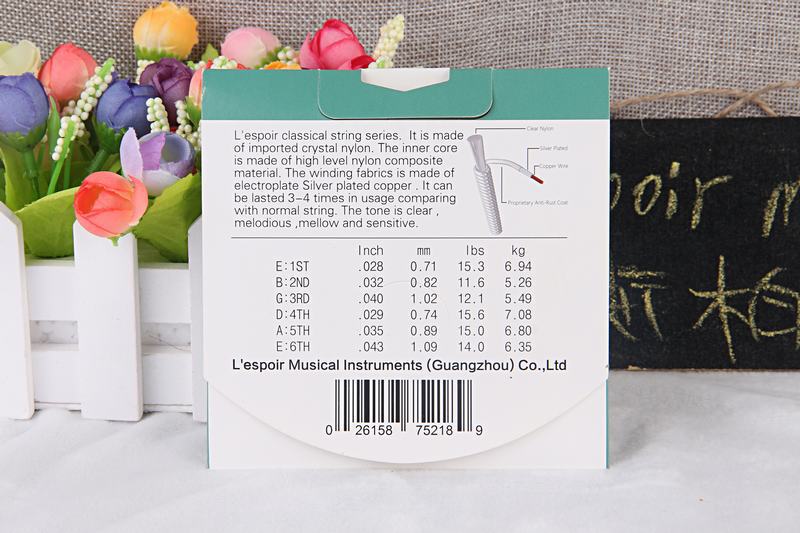 L'espoir classical string series. It is made
of imported crystal nylon. The inner core
is made of high level nylon composite
material. The winding fabrics is made of
electroplate Silver plated copper . It can
be lasted 3-4 times in usage comparing
with normal string. The tone is clear ,
melodious ,mellow and sensitive.
Clear Nylon
Silver Plated
Copper Wire
Proprietary Anti-Rust Coat
Inch mm lbs kg
E:1ST .028 0.71 15.3 6.94
B:2ND .032 0.82 11.6 5.26
G:3RD .040 1.02 12.1 5.49
D:4TH .029 0.74 15.6 7.08
A:5TH .035 0.89 15.0 6.80
E:6TH .043 1.09 14.0 6.35
L'espoir Musical Instruments (Guangzhou) Co.,Ltd
0 26158 75218 9
poir m
柏